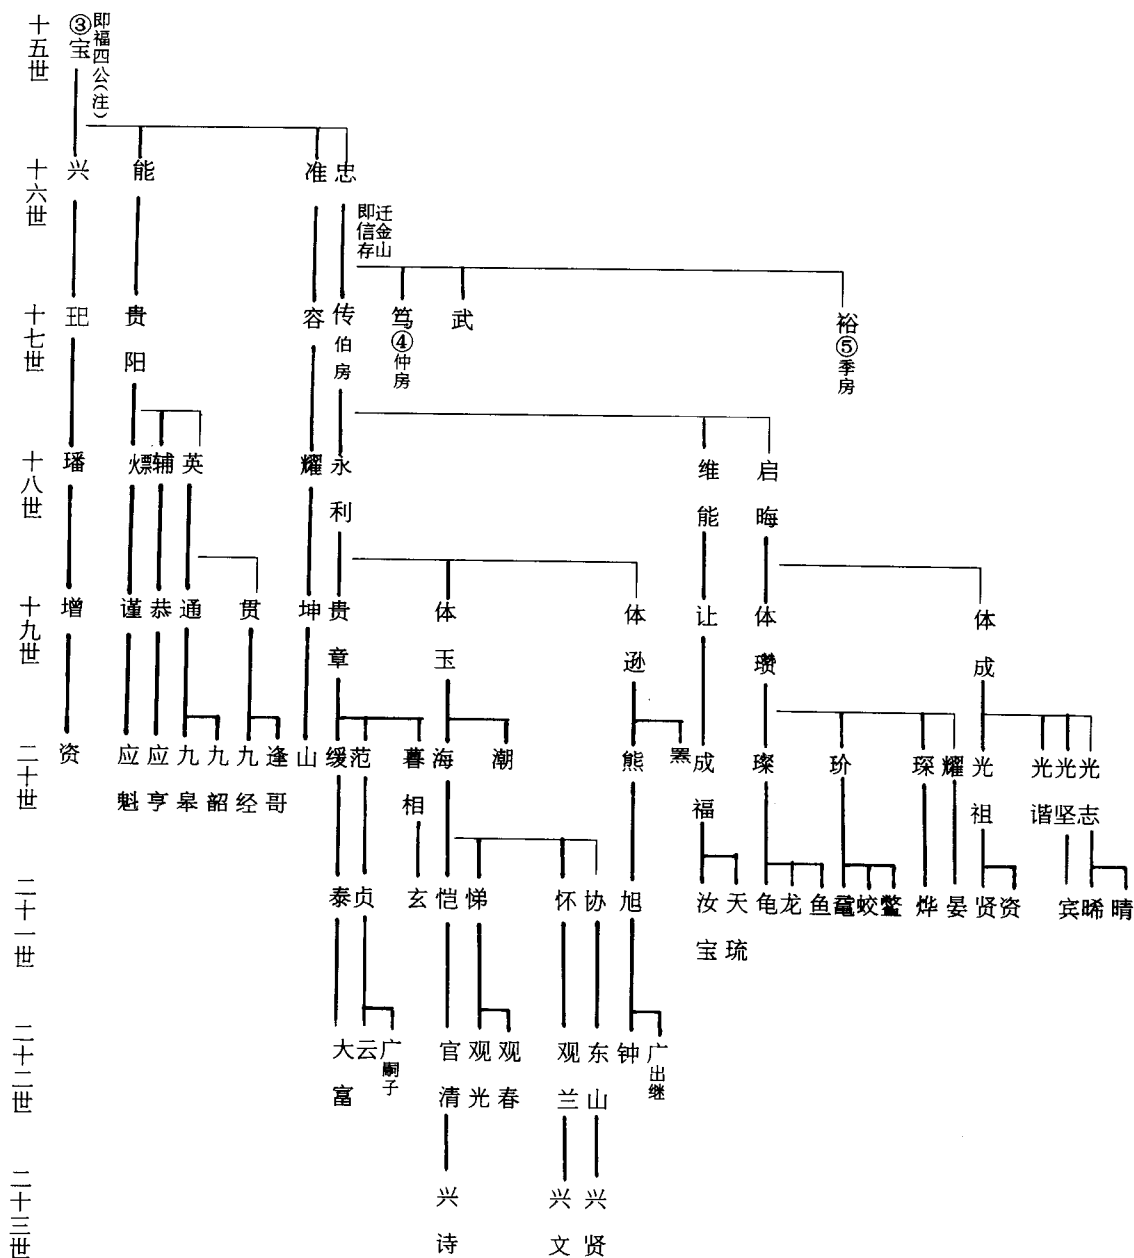 十五世 ③宝 即福四公(注)
十六世 兴 能 准 忠
即信存 迁金山
十七世 玘 贵阳 容 传 伯房 笃④仲房 武 裕⑤季房
十八世 璠 熛 辅 英 耀 永利 维能 启晦
十九世 增 谨 恭 通 贯 坤 贵章 体玉 体逊 让 体瓒 体成
二十世 资 应魁 应亨 九皋 九韶 九经 逢哥 山 缓 范 暮相 海 潮 熊 罴 成福 璨 玠 琛 耀 光祖 光谐 光坚 光志
二十一世 泰 贞 玄 恺 悌 怀 协 旭 汝宝 天琉 龟 龙 鱼 鼋 蛟 鳖 烨 晏 贤 资 宾 晞 晴
二十二世 大富 云 广 嗣子 官清 观光 观春 观兰 东山 钟 广 出继
二十三世 兴诗 兴文 兴贤